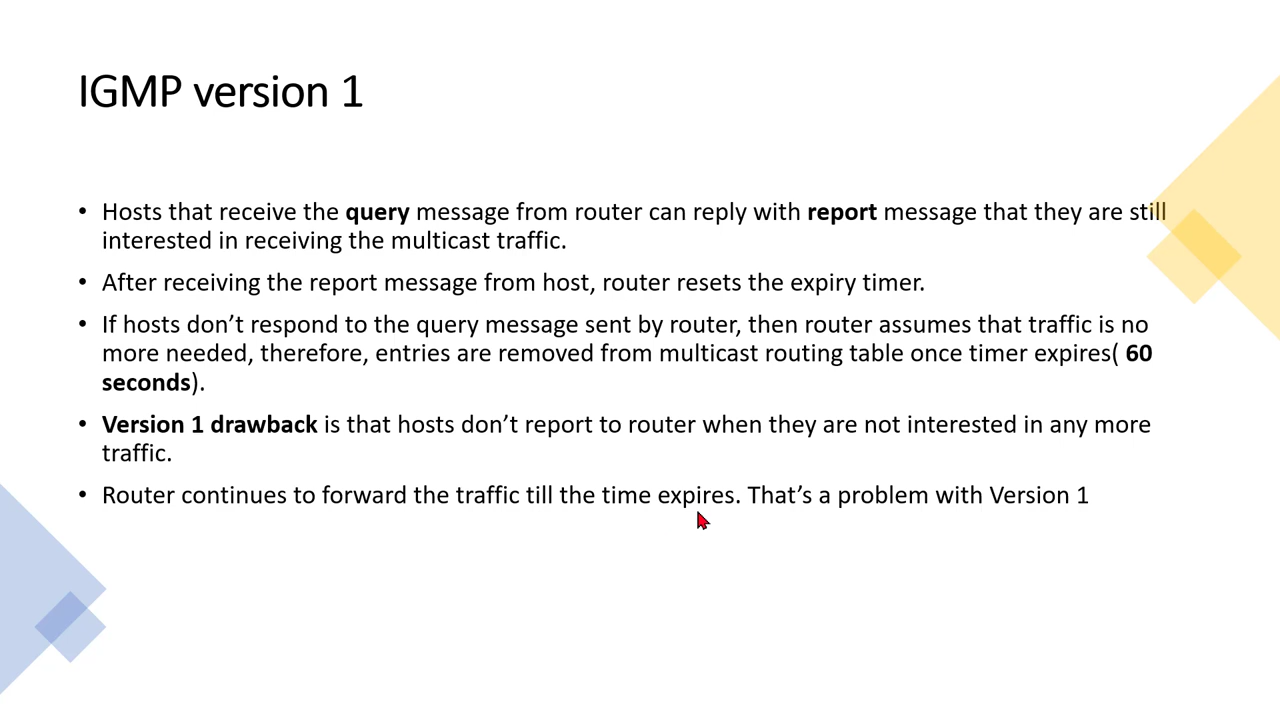 IGMP version 1
• Hosts that receive the query message from router can reply with report message that they are still
interested in receiving the multicast traffic.
• After receiving the report message from host, router resets the expiry timer.
• If hosts don’t respond to the query message sent by router, then router assumes that traffic is no
more needed, therefore, entries are removed from multicast routing table once timer expires( 60
seconds).
• Version 1 drawback is that hosts don’t report to router when they are not interested in any more
traffic.
• Router continues to forward the traffic till the time expires. That’s a problem with Version 1